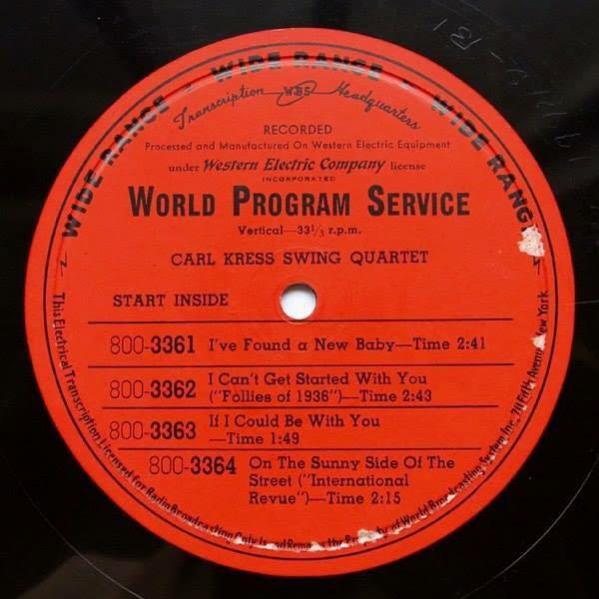 WIDE RANGE WIDE RANGE WIDE RANGE
Transcription WBS Headquarters
RECORDED
Processed and Manufactured On Western Electric Equipment
under Western Electric Company license
INCORPORATED
WORLD PROGRAM SERVICE
Vertical—33⅓ r.p.m.
CARL KRESS SWING QUARTET
START INSIDE
800-3361 I've Found a New Baby—Time 2:41
800-3362 I Can't Get Started With You
("Follies of 1936")—Time 2:43
800-3363 If I Could Be With You
—Time 1:49
800-3364 On The Sunny Side Of The
Street ("International
Revue")—Time 2:15
This Electrical Transcription Licensed for Radio Broadcasting Only is and the Property of World Broadcasting System Inc. Fifth Avenue New York